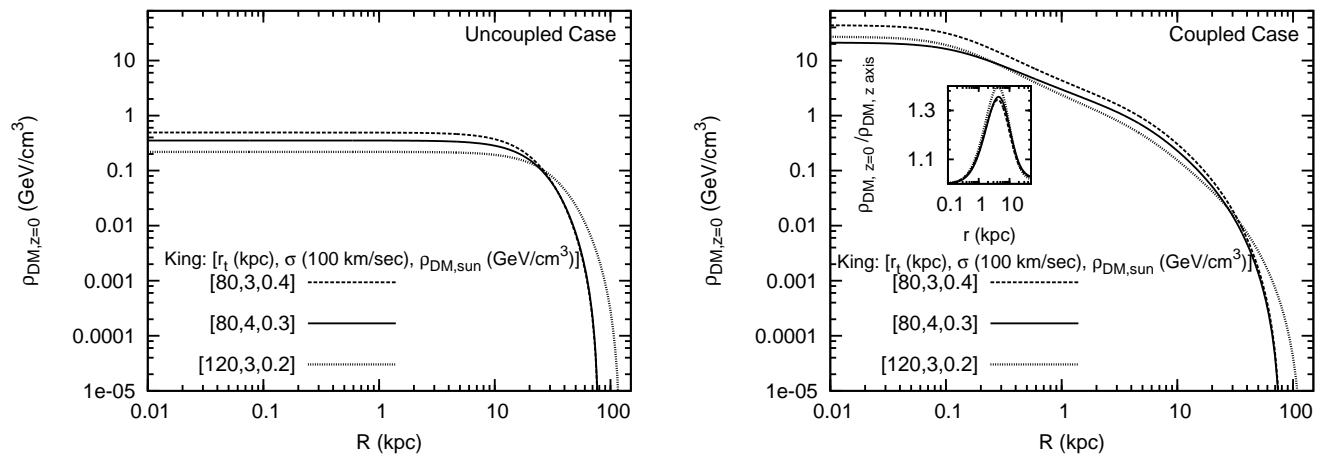 Uncoupled Case
10
1
0.1
0.01
0.001
0.0001
1e-05
ρDM,z=0 (GeV/cm³)
King: [rt (kpc), σ (100 km/sec), ρDM,sun (GeV/cm³)]
[80,3,0.4]
[80,4,0.3]
[120,3,0.2]
0.01 0.1 1 10 100
R (kpc)
Coupled Case
10
1
0.1
0.01
0.001
0.0001
1e-05
ρDM,z=0 (GeV/cm³)
ρDM, z=0 /ρDM, z axis
1.3
1.1
0.1 1 10
r (kpc)
King: [rt (kpc), σ (100 km/sec), ρDM,sun (GeV/cm³)]
[80,3,0.4]
[80,4,0.3]
[120,3,0.2]
0.01 0.1 1 10 100
R (kpc)